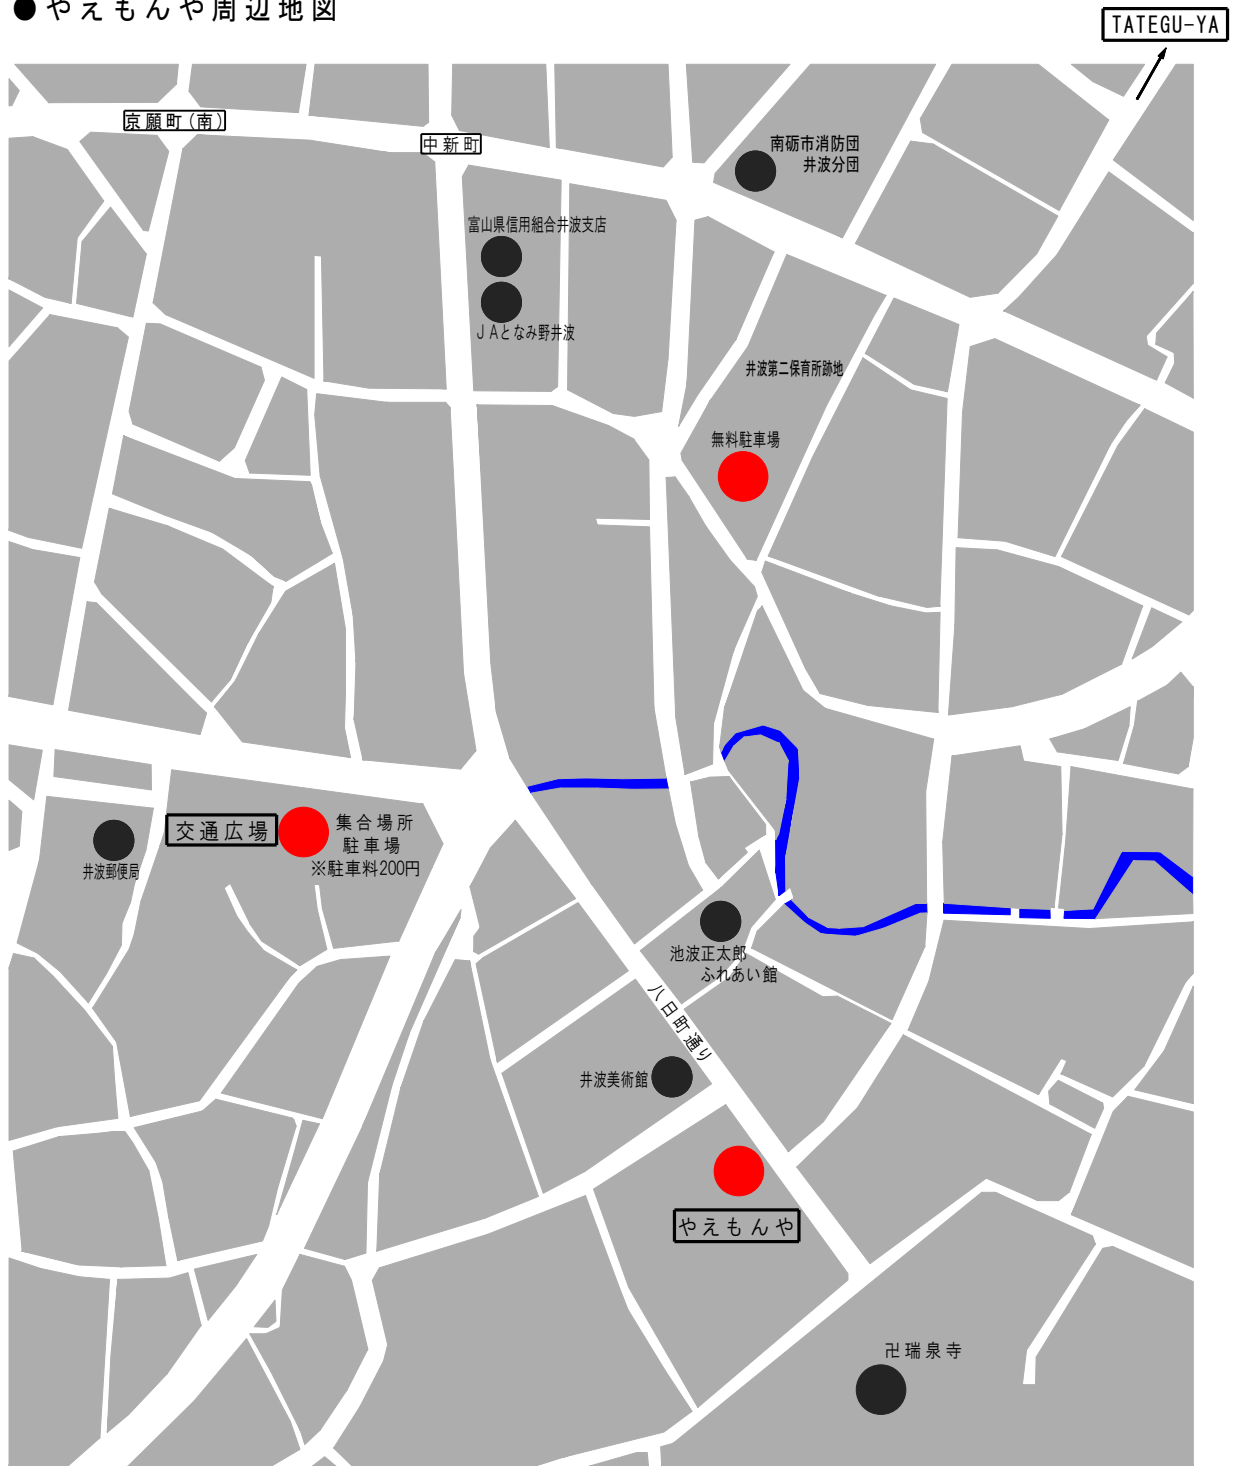 ●やえもんや周辺地図
TATEGU-YA
京願町(南)
中新町
南砺市消防団
井波分団
富山県信用組合井波支店
JAとなみ野井波
井波第二保育所跡地
無料駐車場
交通広場
集合場所
駐車場
※駐車料200円
井波郵便局
池波正太郎
ふれあい館
八日町通り
井波美術館
やえもんや
卍瑞泉寺